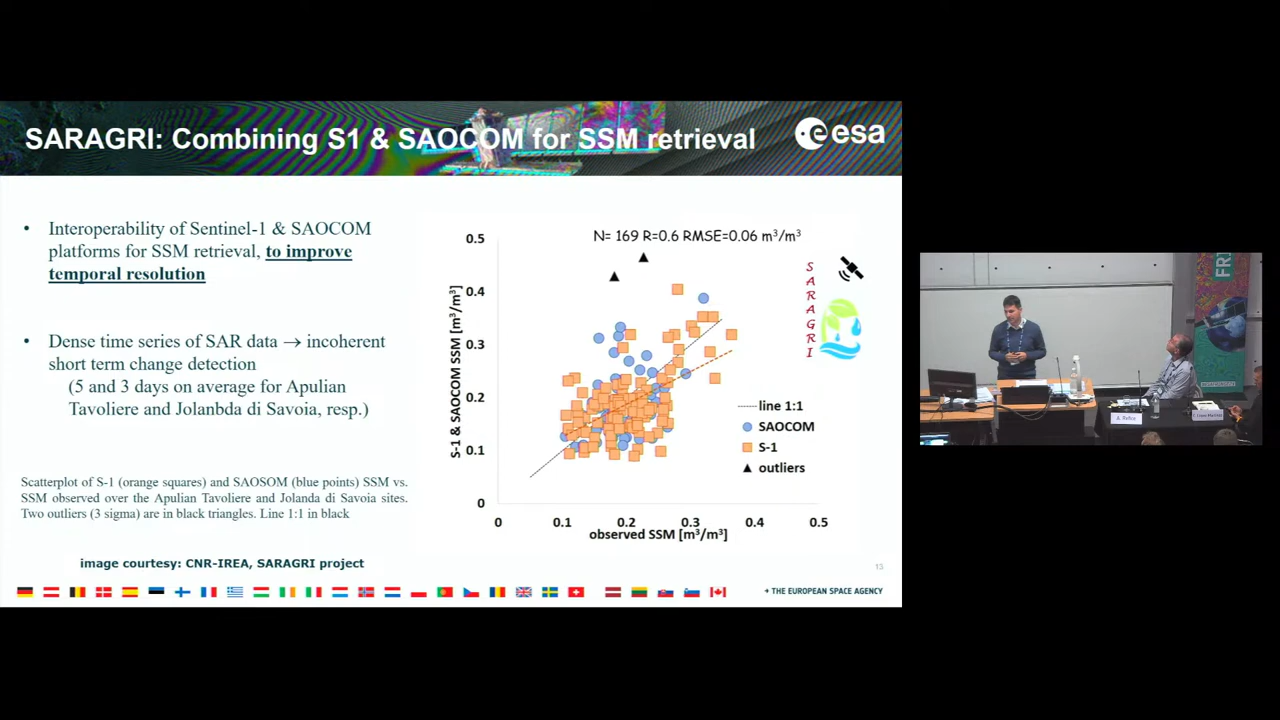 SARAGRI: Combining S1 & SAOCOM for SSM retrieval
esa
• Interoperability of Sentinel-1 & SAOCOM
platforms for SSM retrieval, to improve
temporal resolution
• Dense time series of SAR data → incoherent
short term change detection
(5 and 3 days on average for Apulian
Tavoliere and Jolanbda di Savoia, resp.)
Scatterplot of S-1 (orange squares) and SAOSOM (blue points) SSM vs.
SSM observed over the Apulian Tavoliere and Jolanda di Savoia sites.
Two outliers (3 sigma) are in black triangles. Line 1:1 in black
image courtesy: CNR-IREA, SARAGRI project
N= 169 R=0.6 RMSE=0.06 m³/m³
S-1 & SAOCOM SSM [m³/m³]
0.5
0.4
0.3
0.2
0.1
0
0 0.1 0.2 0.3 0.4 0.5
observed SSM [m³/m³]
line 1:1
SAOCOM
S-1
outliers
SARAGRI
13
+ THE EUROPEAN SPACE AGENCY
FRI